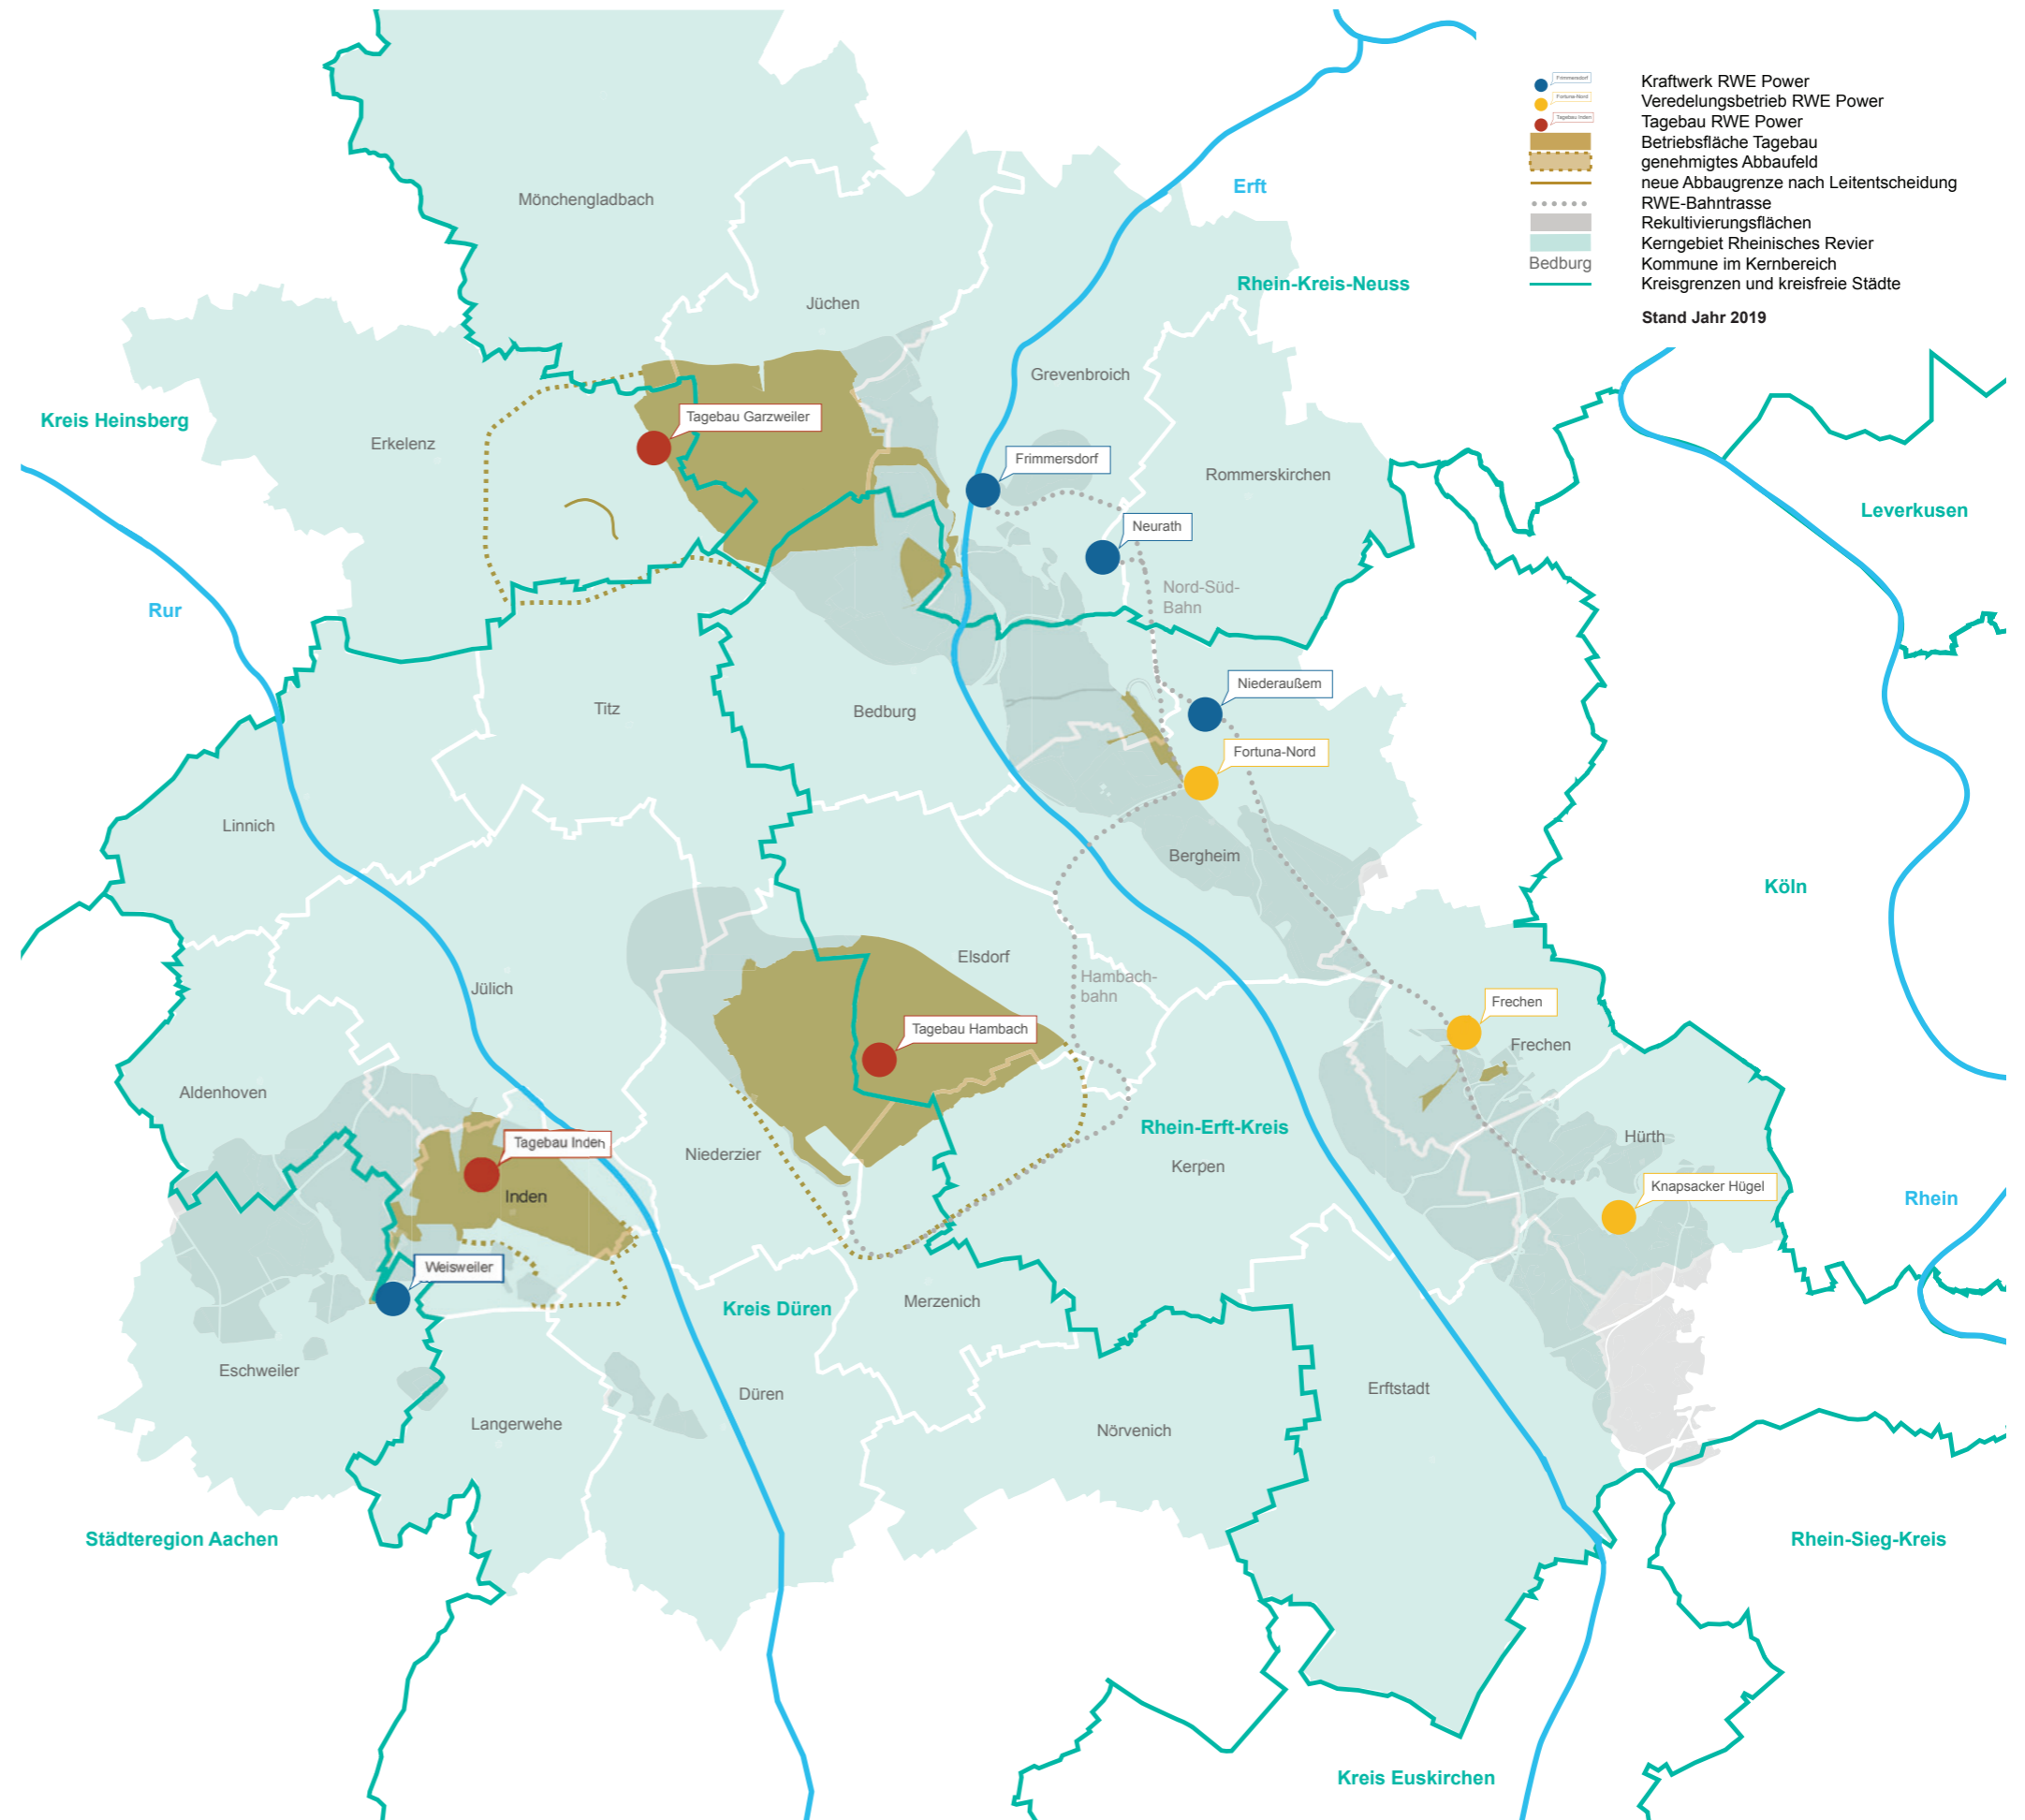 Frimmersdorf
Kraftwerk RWE Power
Fortuna-Nord
Veredelungsbetrieb RWE Power
Tagebau Inden
Tagebau RWE Power
Betriebsfläche Tagebau
genehmigtes Abbaufeld
neue Abbaugrenze nach Leitentscheidung
RWE-Bahntrasse
Rekultivierungsflächen
Kerngebiet Rheinisches Revier
Bedburg
Kommune im Kernbereich
Kreisgrenzen und kreisfreie Städte
Stand Jahr 2019
Mönchengladbach
Erft
Rhein-Kreis-Neuss
Jüchen
Grevenbroich
Kreis Heinsberg
Tagebau Garzweiler
Erkelenz
Frimmersdorf
Rommerskirchen
Leverkusen
Neurath
Nord-Süd-
Bahn
Rur
Niederaußem
Titz
Bedburg
Fortuna-Nord
Linnich
Bergheim
Köln
Elsdorf
Jülich
Hambach-
bahn
Frechen
Tagebau Hambach
Frechen
Aldenhoven
Rhein-Erft-Kreis
Hürth
Tagebau Inden
Niederzier
Kerpen
Knapsacker Hügel
Inden
Rhein
Weisweiler
Merzenich
Kreis Düren
Eschweiler
Düren
Erftstadt
Langerwehe
Nörvenich
Städteregion Aachen
Rhein-Sieg-Kreis
Kreis Euskirchen